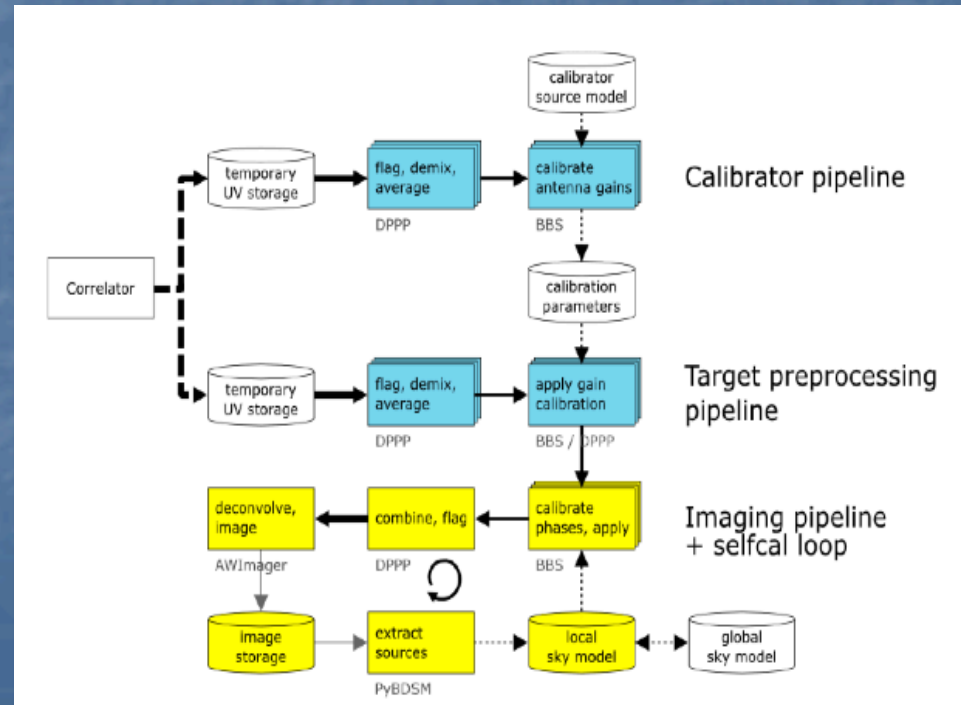 calibrator
source model
temporary
UV storage
flag, demix,
average
calibrate
antenna gains
Calibrator pipeline
DPPP
BBS
Correlator
calibration
parameters
temporary
UV storage
flag, demix,
average
apply gain
calibration
Target preprocessing
pipeline
DPPP
BBS / DPPP
deconvolve,
image
combine, flag
calibrate
phases, apply
Imaging pipeline
+ selfcal loop
AWImager
DPPP
BBS
image
storage
extract
sources
local
sky model
global
sky model
PyBDSM